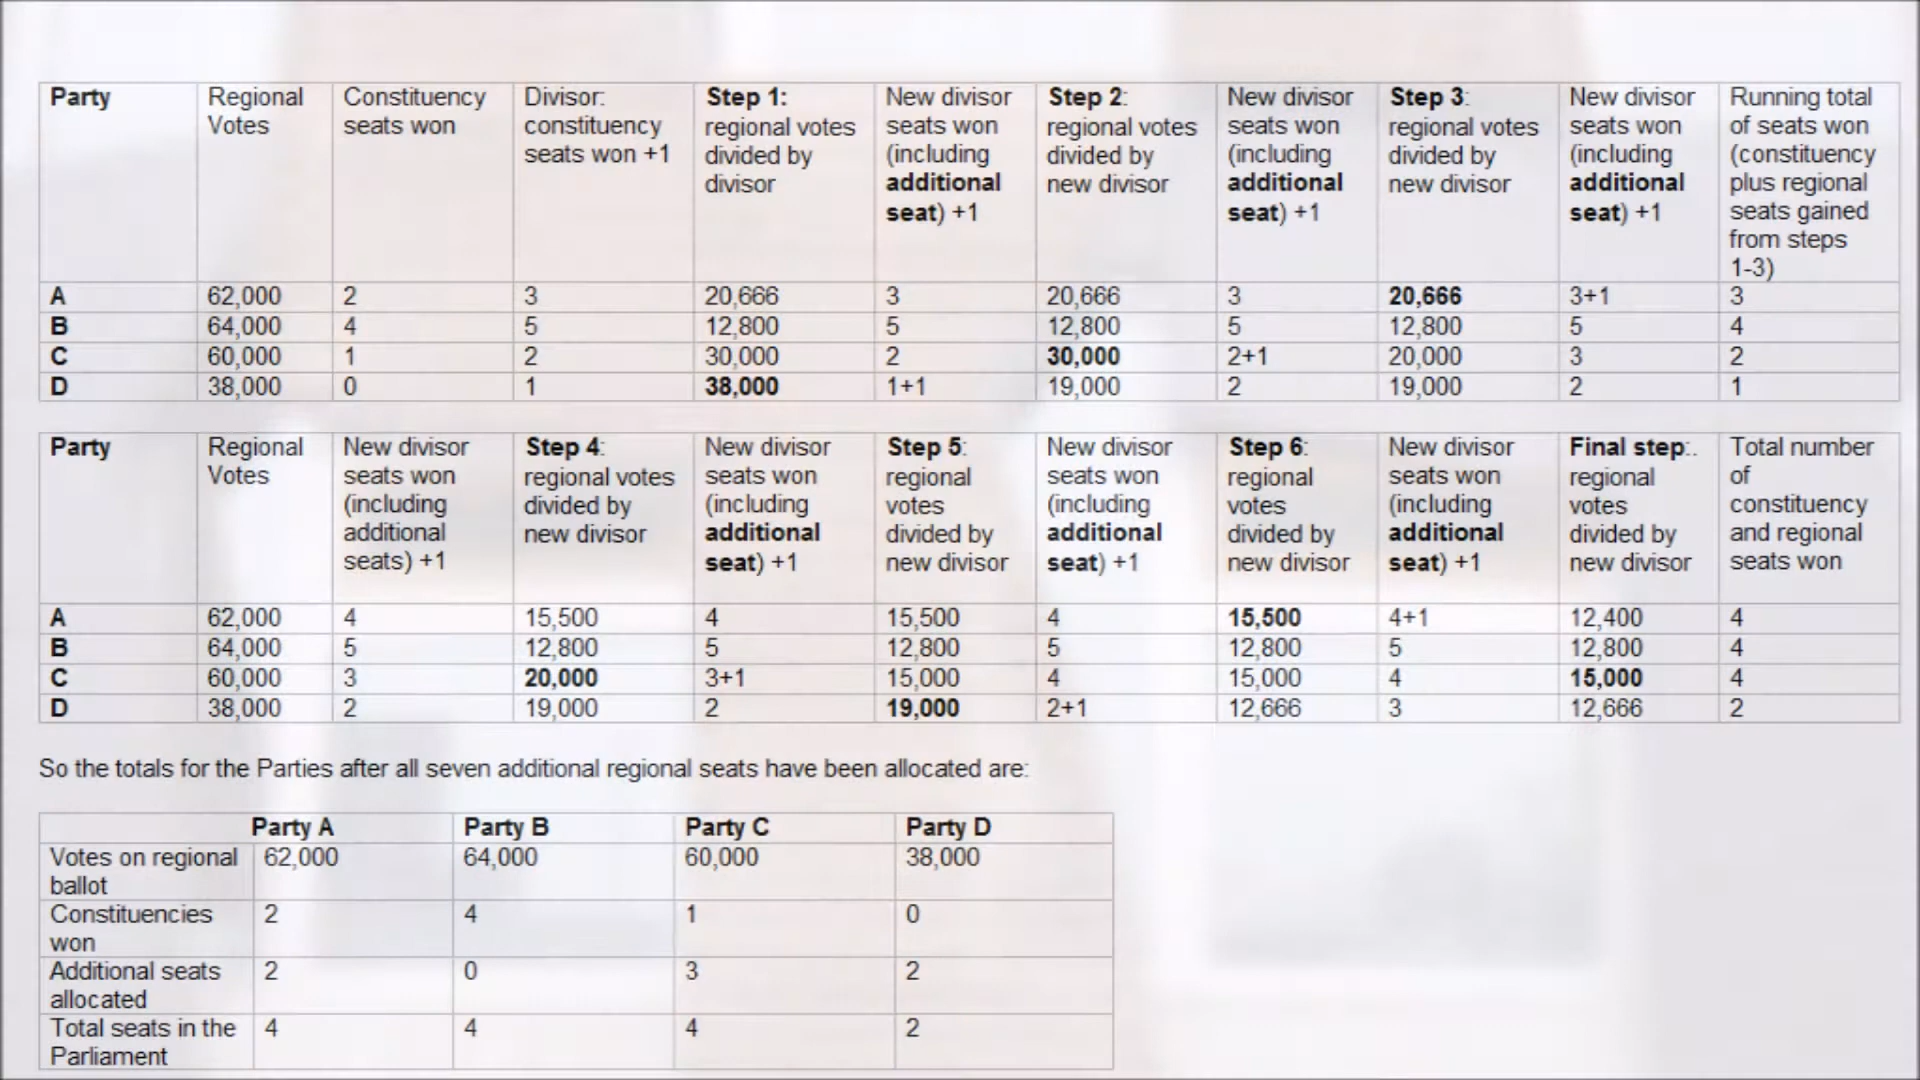 Party Regional Votes Constituency seats won Divisor: constituency seats won +1 Step 1: regional votes divided by divisor New divisor seats won (including additional seat) +1 Step 2: regional votes divided by new divisor New divisor seats won (including additional seat) +1 Step 3: regional votes divided by new divisor New divisor seats won (including additional seat) +1 Running total of seats won (constituency plus regional seats gained from steps 1-3)
A 62,000 2 3 20,666 3 20,666 3 20,666 3+1 3
B 64,000 4 5 12,800 5 12,800 5 12,800 5 4
C 60,000 1 2 30,000 2 30,000 2+1 20,000 3 2
D 38,000 0 1 38,000 1+1 19,000 2 19,000 2 1
Party Regional Votes New divisor seats won (including additional seats) +1 Step 4: regional votes divided by new divisor New divisor seats won (including additional seat) +1 Step 5: regional votes divided by new divisor New divisor seats won (including additional seat) +1 Step 6: regional votes divided by new divisor New divisor seats won (including additional seat) +1 Final step:. regional votes divided by new divisor Total number of constituency and regional seats won
A 62,000 4 15,500 4 15,500 4 15,500 4+1 12,400 4
B 64,000 5 12,800 5 12,800 5 12,800 5 12,800 4
C 60,000 3 20,000 3+1 15,000 4 15,000 4 15,000 4
D 38,000 2 19,000 2 19,000 2+1 12,666 3 12,666 2
So the totals for the Parties after all seven additional regional seats have been allocated are:
Party A Party B Party C Party D
Votes on regional ballot 62,000 64,000 60,000 38,000
Constituencies won 2 4 1 0
Additional seats allocated 2 0 3 2
Total seats in the Parliament 4 4 4 2